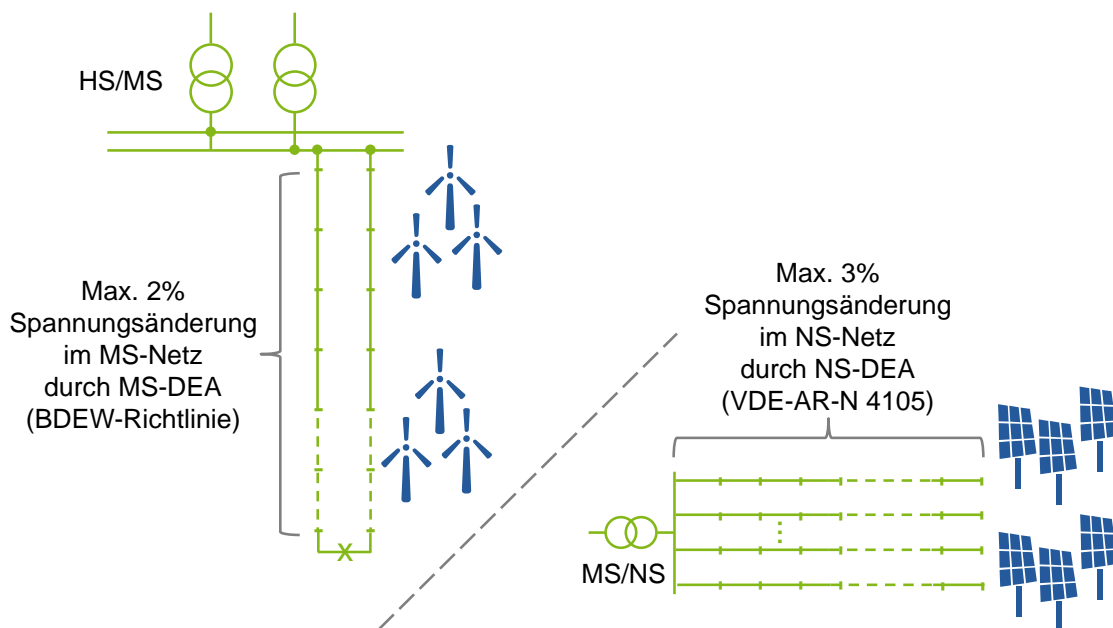 HS/MS
Max. 2%
Spannungsänderung
im MS-Netz
durch MS-DEA
(BDEW-Richtlinie)
Max. 3%
Spannungsänderung
im NS-Netz
durch NS-DEA
(VDE-AR-N 4105)
MS/NS